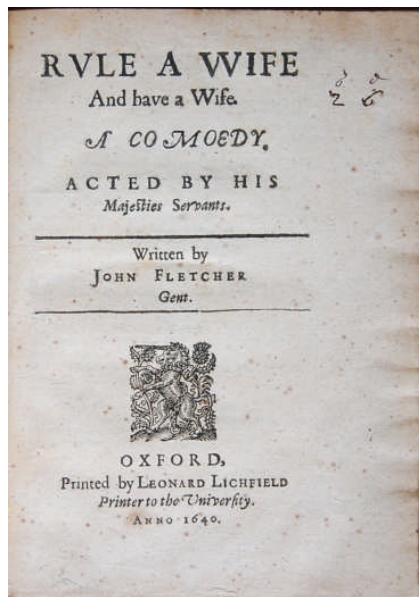 RVLE A WIFE
And have a Wife.
A COMOEDY.
ACTED BY HIS
Majesties Servants.
Written by
JOHN FLETCHER
Gent.
OXFORD,
Printed by LEONARD LICHFIELD
Printer to the Vniversity.
ANNO 1640.